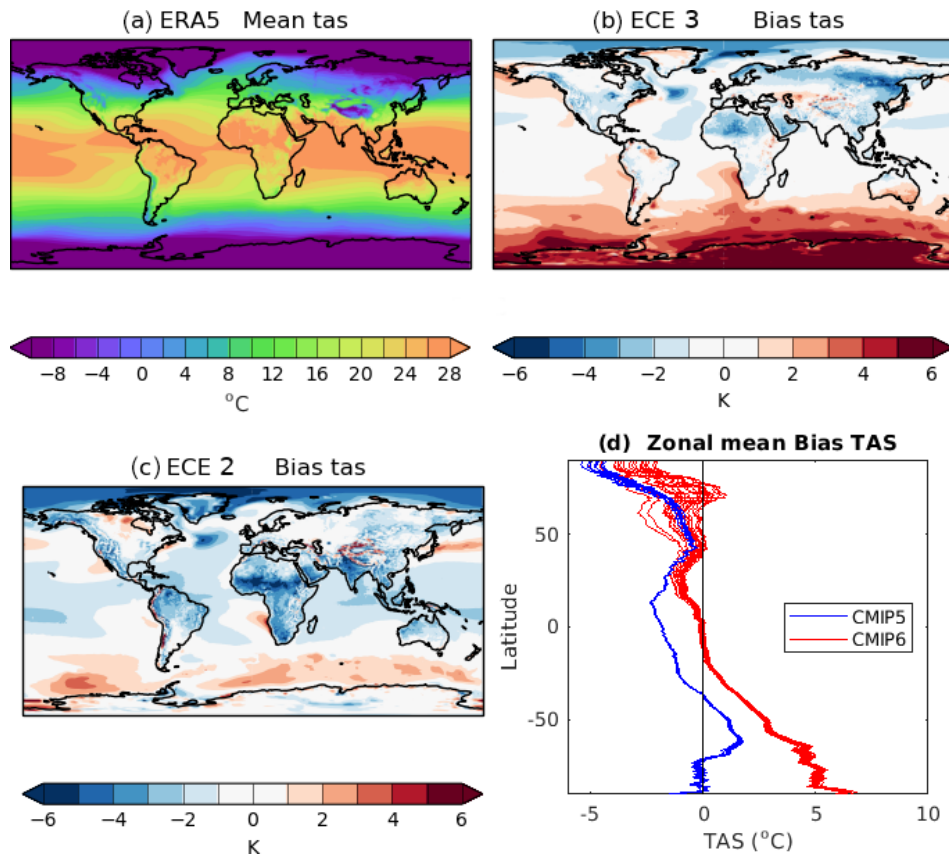 (a) ERA5 Mean tas
(b) ECE 3 Bias tas
−8 −4 0 4 8 12 16 20 24 28
°C
−6 −4 −2 0 2 4 6
K
(c) ECE 2 Bias tas
−6 −4 −2 0 2 4 6
K
(d) Zonal mean Bias TAS
50
0
-50
Latitude
CMIP5
CMIP6
-5 0 5 10
TAS (°C)